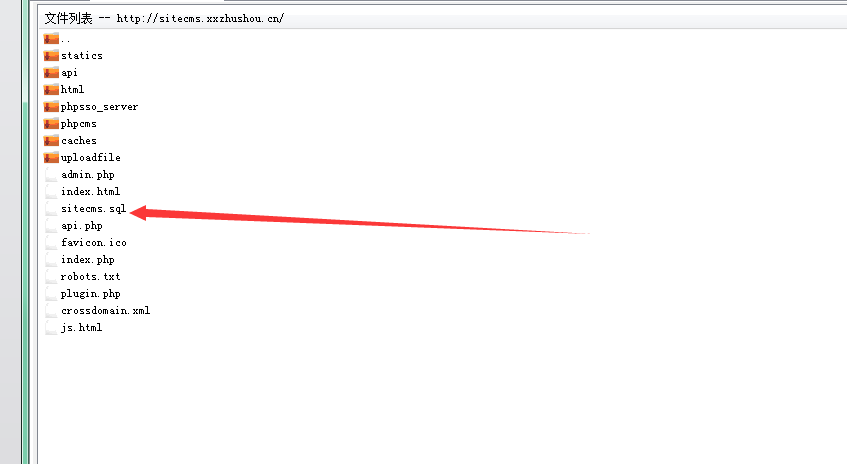 文件列表 -- http://sitecms.xxzhushou.cn/
..
statics
api
html
phpsso_server
phpcms
caches
uploadfile
admin.php
index.html
sitecms.sql
api.php
favicon.ico
index.php
robots.txt
plugin.php
crossdomain.xml
js.html